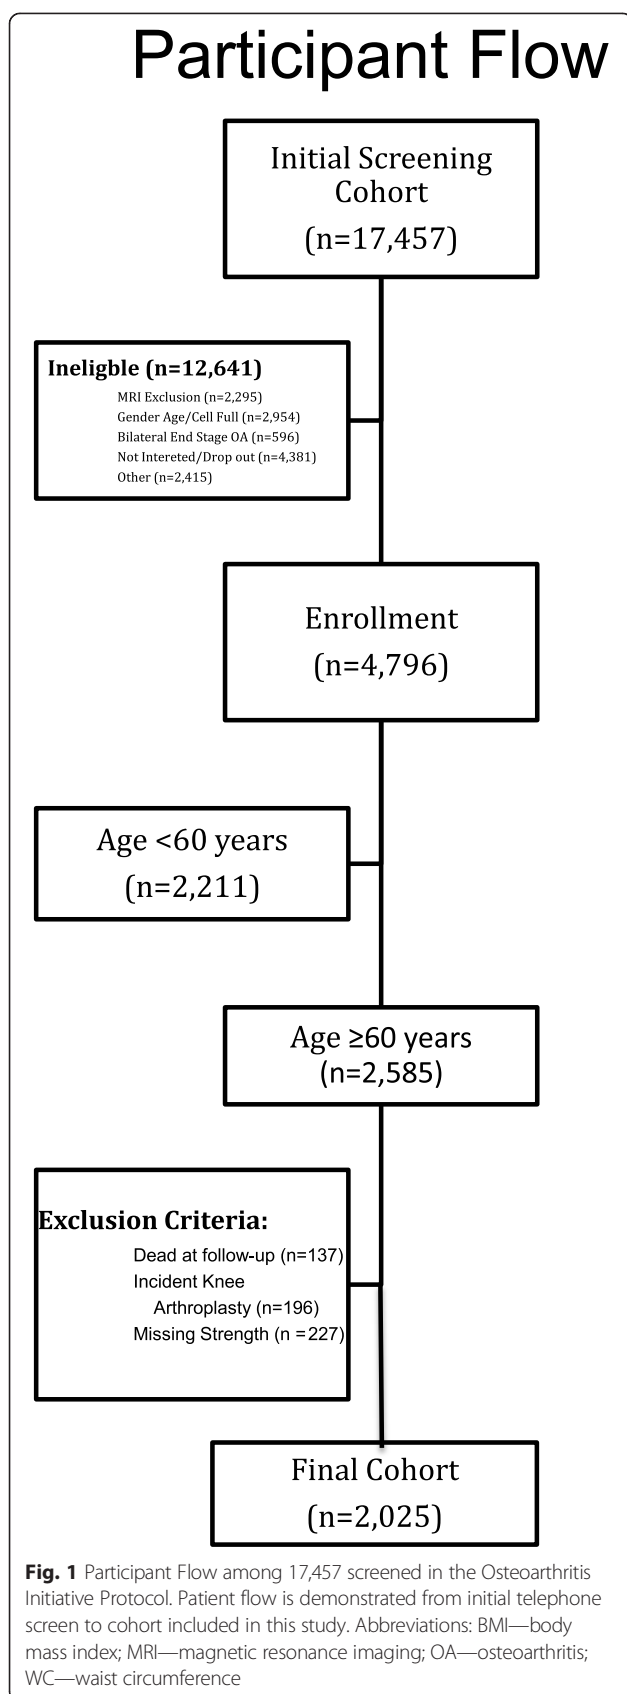 Participant Flow
Initial Screening
Cohort
(n=17,457)
Ineligble (n=12,641)
MRI Exclusion (n=2,295)
Gender Age/Cell Full (n=2,954)
Bilateral End Stage OA (n=596)
Not Intereted/Drop out (n=4,381)
Other (n=2,415)
Enrollment
(n=4,796)
Age <60 years
(n=2,211)
Age ≥60 years
(n=2,585)
Exclusion Criteria:
Dead at follow-up (n=137)
Incident Knee
Arthroplasty (n=196)
Missing Strength (n =227)
Final Cohort
(n=2,025)
Fig. 1 Participant Flow among 17,457 screened in the Osteoarthritis
Initiative Protocol. Patient flow is demonstrated from initial telephone
screen to cohort included in this study. Abbreviations: BMI—body
mass index; MRI—magnetic resonance imaging; OA—osteoarthritis;
WC—waist circumference